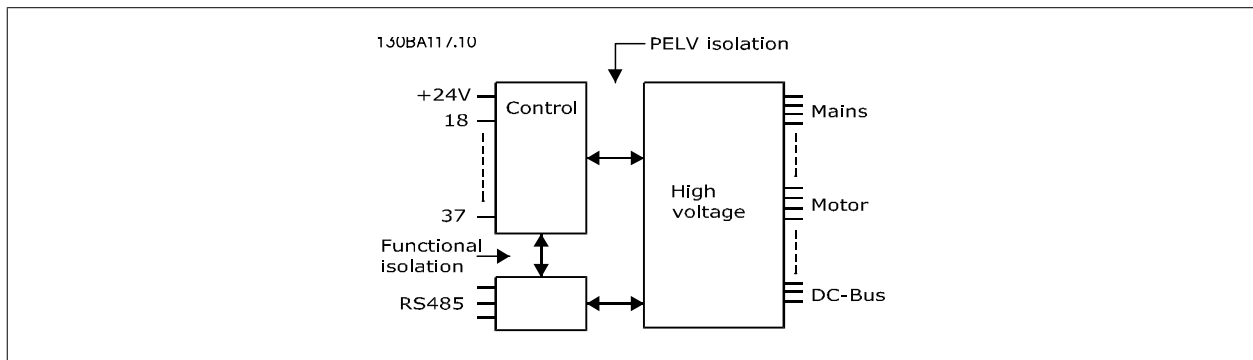 130BA117.10
PELV isolation
+24V
Control
18
Mains
High
voltage
37
Motor
Functional
isolation
RS485
DC-Bus